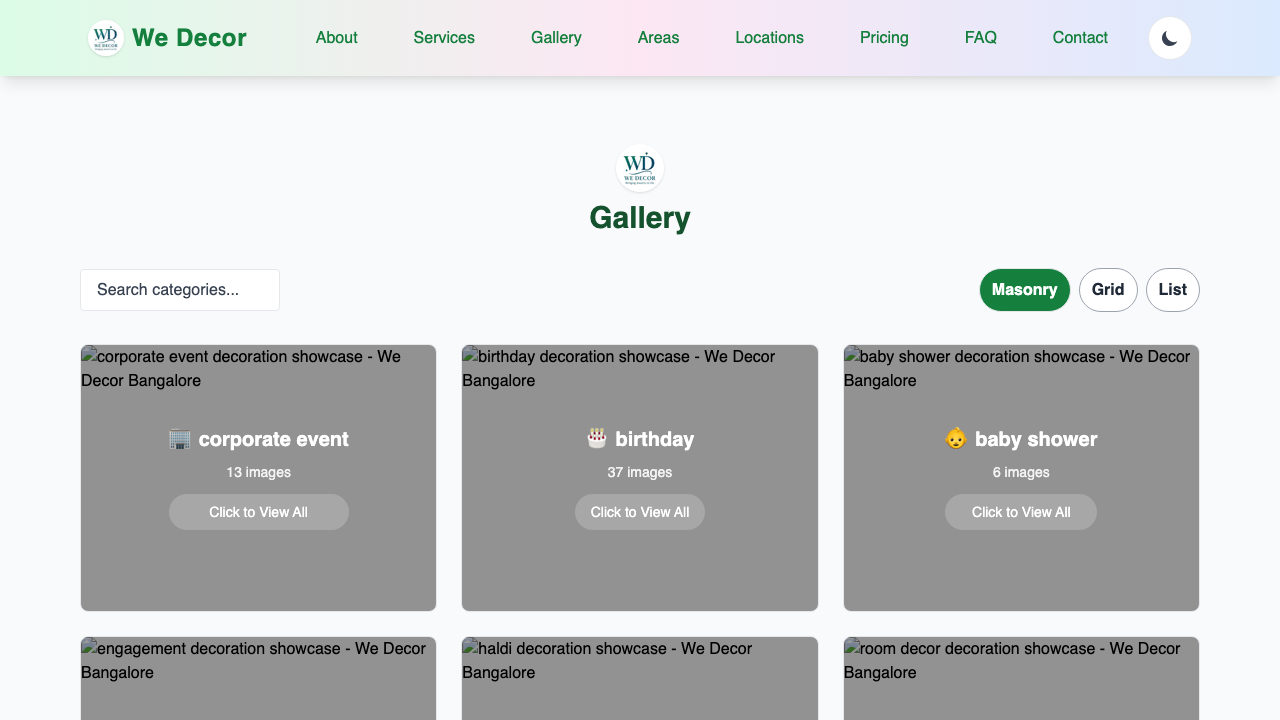 WD
WE DECOR
We Decor
About
Services
Gallery
Areas
Locations
Pricing
FAQ
Contact
WD
WE DECOR
Gallery
Search categories...
Masonry
Grid
List
corporate event decoration showcase - We
Decor Bangalore
🏢 corporate event
13 images
Click to View All
birthday decoration showcase - We Decor
Bangalore
🎂 birthday
37 images
Click to View All
baby shower decoration showcase - We Decor
Bangalore
👶 baby shower
6 images
Click to View All
engagement decoration showcase - We Decor
Bangalore
haldi decoration showcase - We Decor
Bangalore
room decor decoration showcase - We Decor
Bangalore